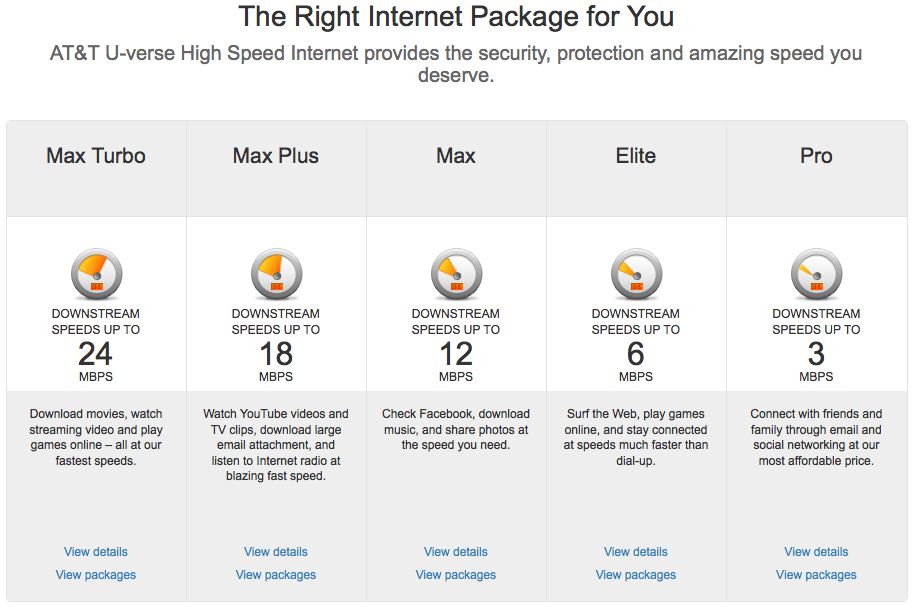 The Right Internet Package for You
AT&T U-verse High Speed Internet provides the security, protection and amazing speed you
deserve.
Max Turbo
DOWNSTREAM
SPEEDS UP TO
24
MBPS
Download movies, watch
streaming video and play
games online – all at our
fastest speeds.
View details
View packages
Max Plus
DOWNSTREAM
SPEEDS UP TO
18
MBPS
Watch YouTube videos and
TV clips, download large
email attachment, and
listen to Internet radio at
blazing fast speed.
View details
View packages
Max
DOWNSTREAM
SPEEDS UP TO
12
MBPS
Check Facebook, download
music, and share photos at
the speed you need.
View details
View packages
Elite
DOWNSTREAM
SPEEDS UP TO
6
MBPS
Surf the Web, play games
online, and stay connected
at speeds much faster than
dial-up.
View details
View packages
Pro
DOWNSTREAM
SPEEDS UP TO
3
MBPS
Connect with friends and
family through email and
social networking at our
most affordable price.
View details
View packages